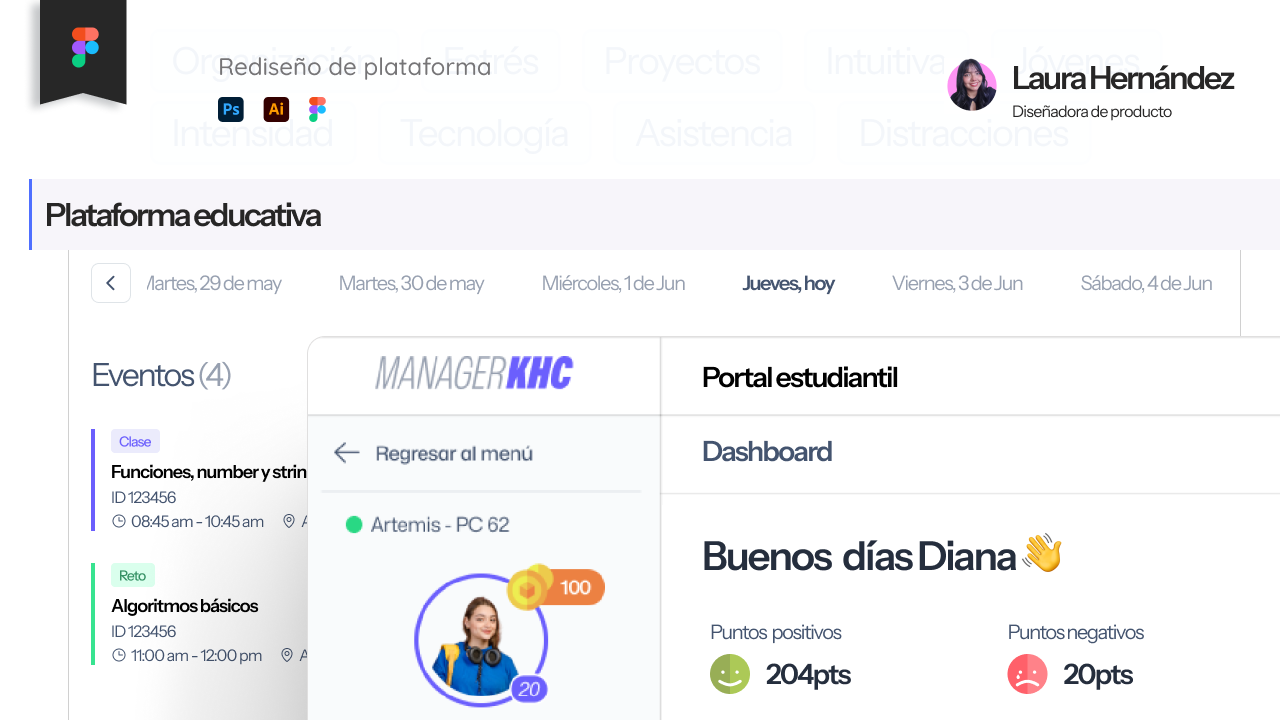 Organización Estrés Proyectos Intuitiva Jóvenes
Rediseño de plataforma
Ps Ai
Laura Hernández
Diseñadora de producto
Intensidad Tecnología Asistencia Distracciones
Plataforma educativa
Martes, 29 de may Martes, 30 de may Miércoles, 1 de Jun Jueves, hoy Viernes, 3 de Jun Sábado, 4 de Jun
Eventos (4)
Clase
Funciones, number y strin
ID 123456
08:45 am - 10:45 am
Reto
Algoritmos básicos
ID 123456
11:00 am - 12:00 pm
MANAGERKHC
Regresar al menú
Artemis - PC 62
100
20
Portal estudiantil
Dashboard
Buenos días Diana 👋
Puntos positivos Puntos negativos
204pts 20pts